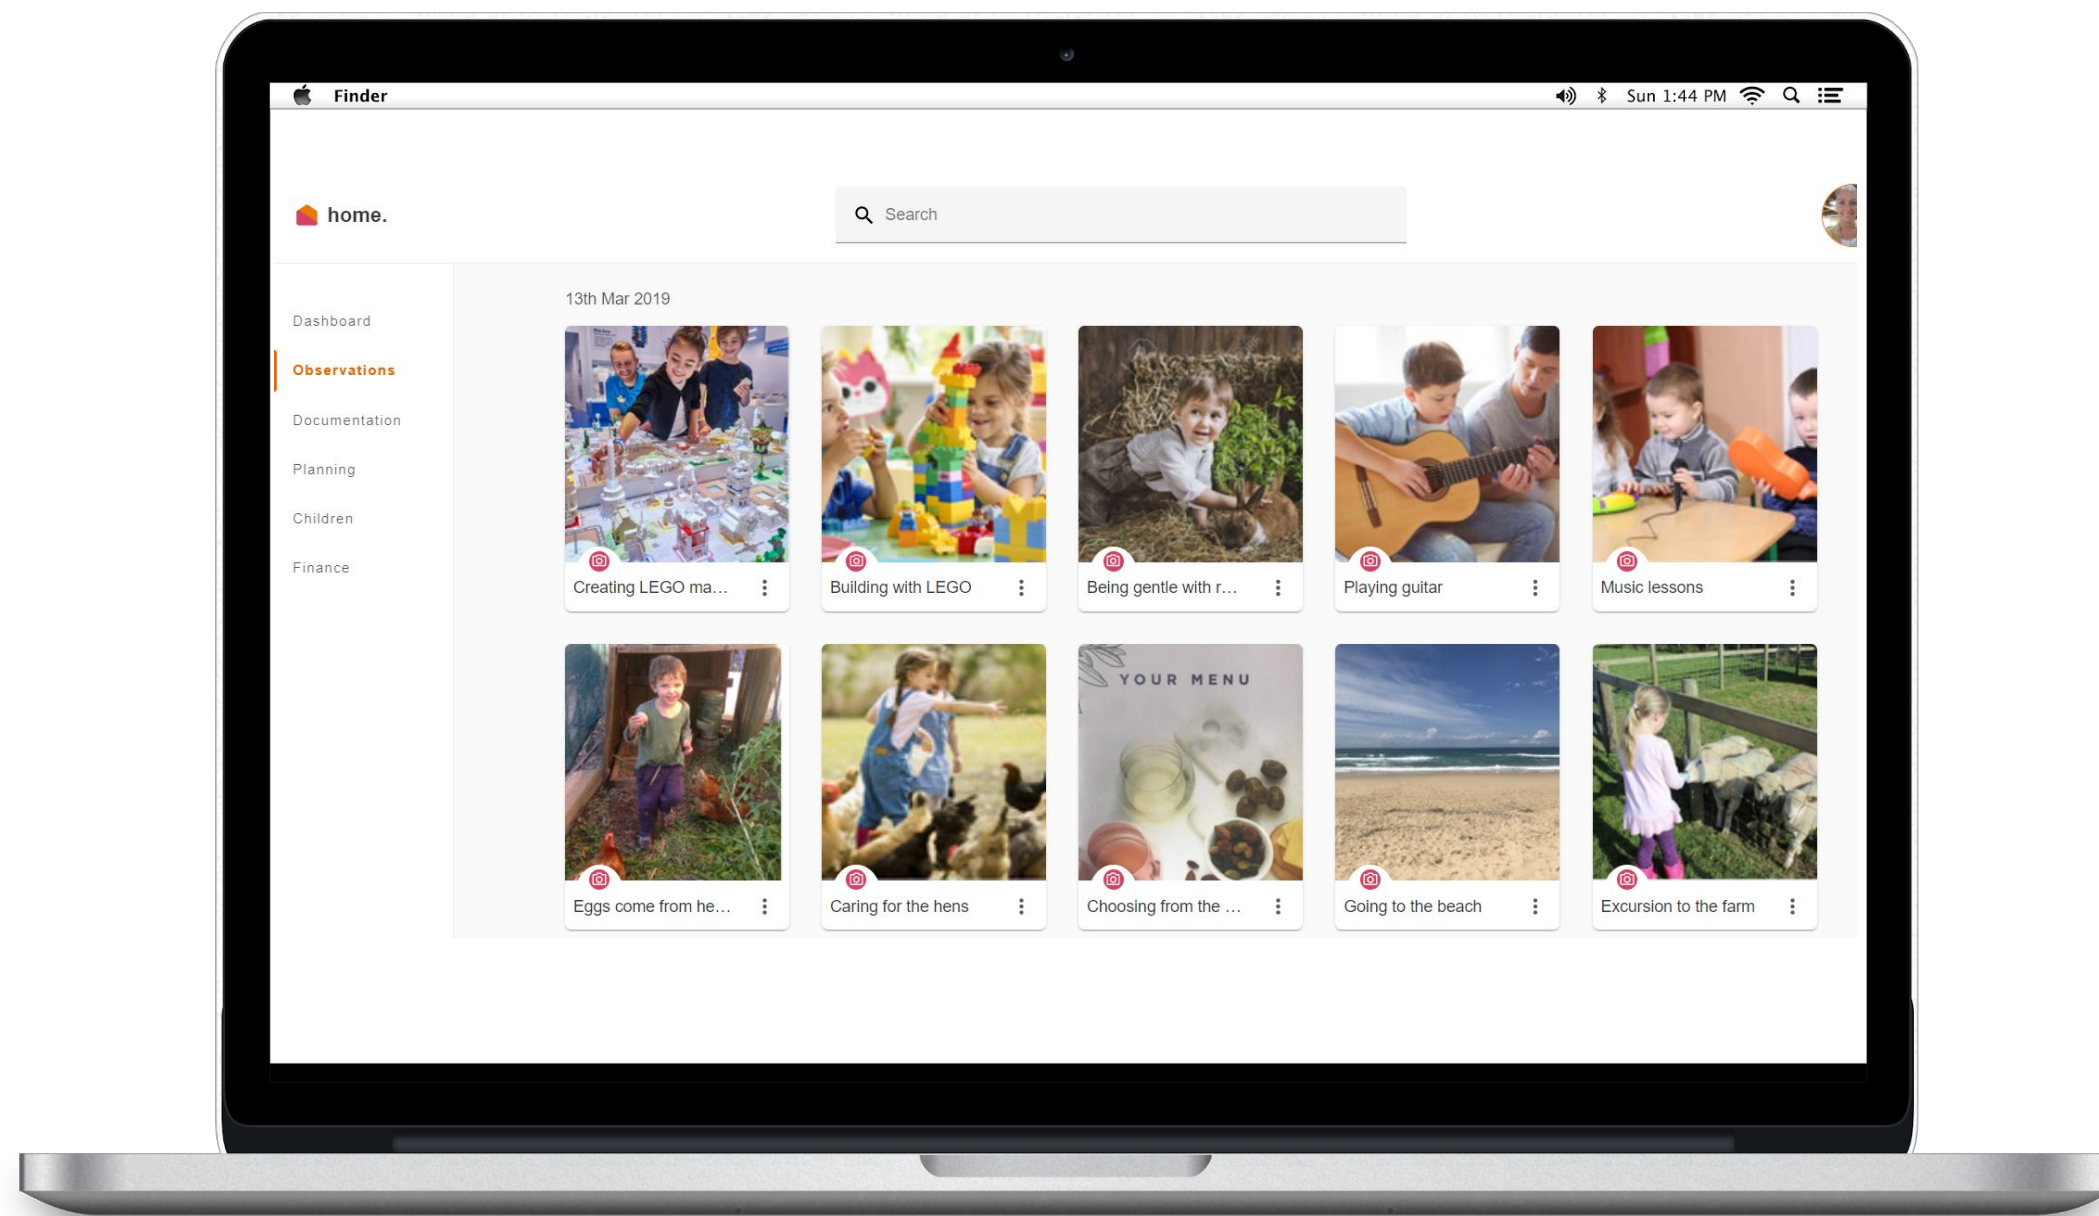 Finder
Sun 1:44 PM
home.
Search
Dashboard
Observations
Documentation
Planning
Children
Finance
13th Mar 2019
Creating LEGO ma...
Building with LEGO
Being gentle with r...
Playing guitar
Music lessons
YOUR MENU
Eggs come from he...
Caring for the hens
Choosing from the ...
Going to the beach
Excursion to the farm